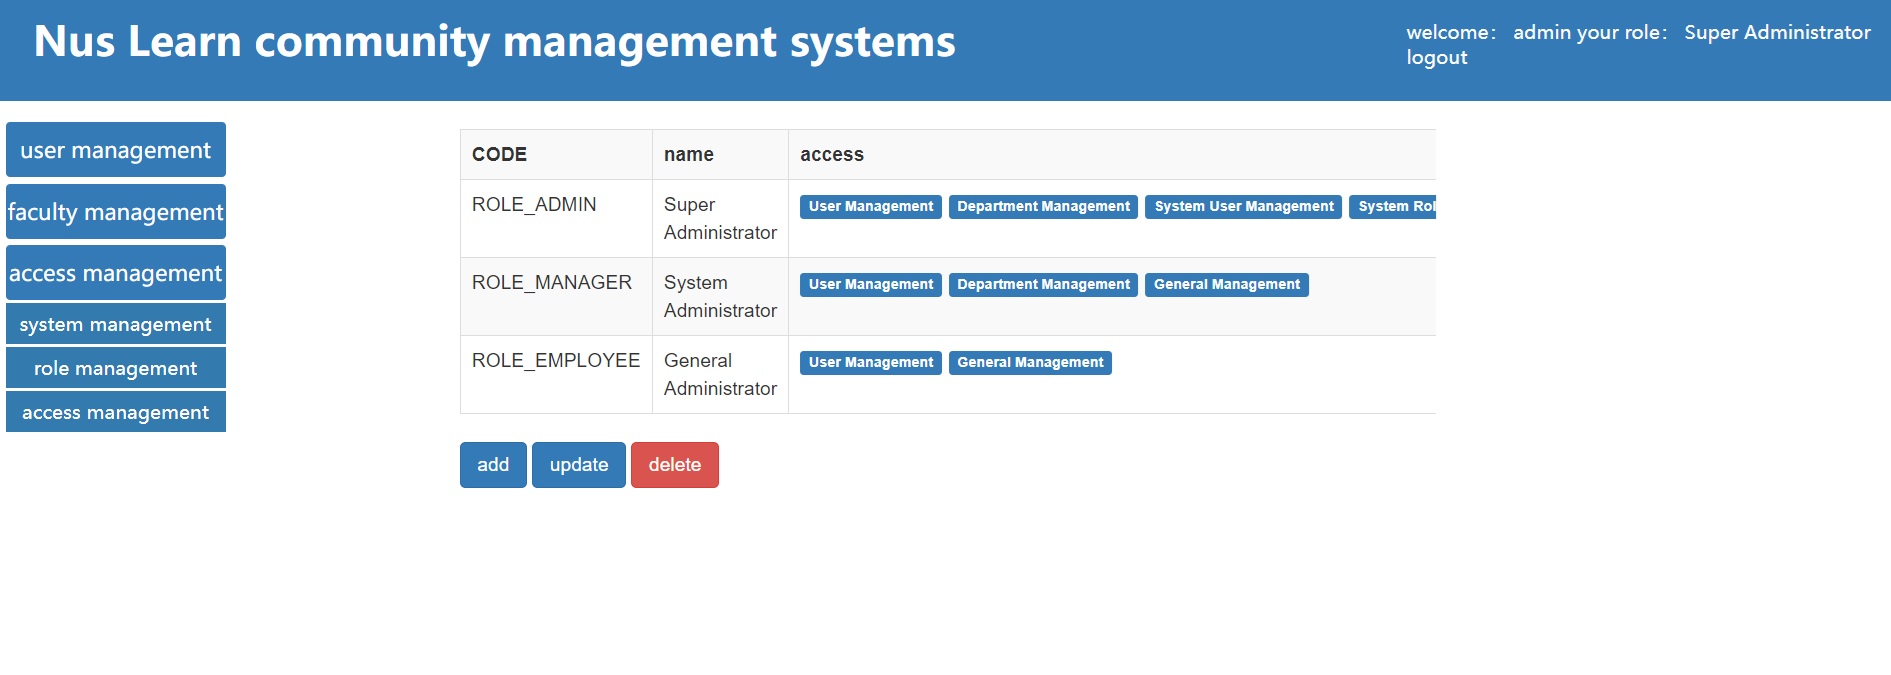 Nus Learn community management systems
welcome： admin your role： Super Administrator
logout
user management
faculty management
access management
system management
role management
access management
CODE name access
ROLE_ADMIN Super Administrator User Management Department Management System User Management System Rol
ROLE_MANAGER System Administrator User Management Department Management General Management
ROLE_EMPLOYEE General Administrator User Management General Management
add update delete